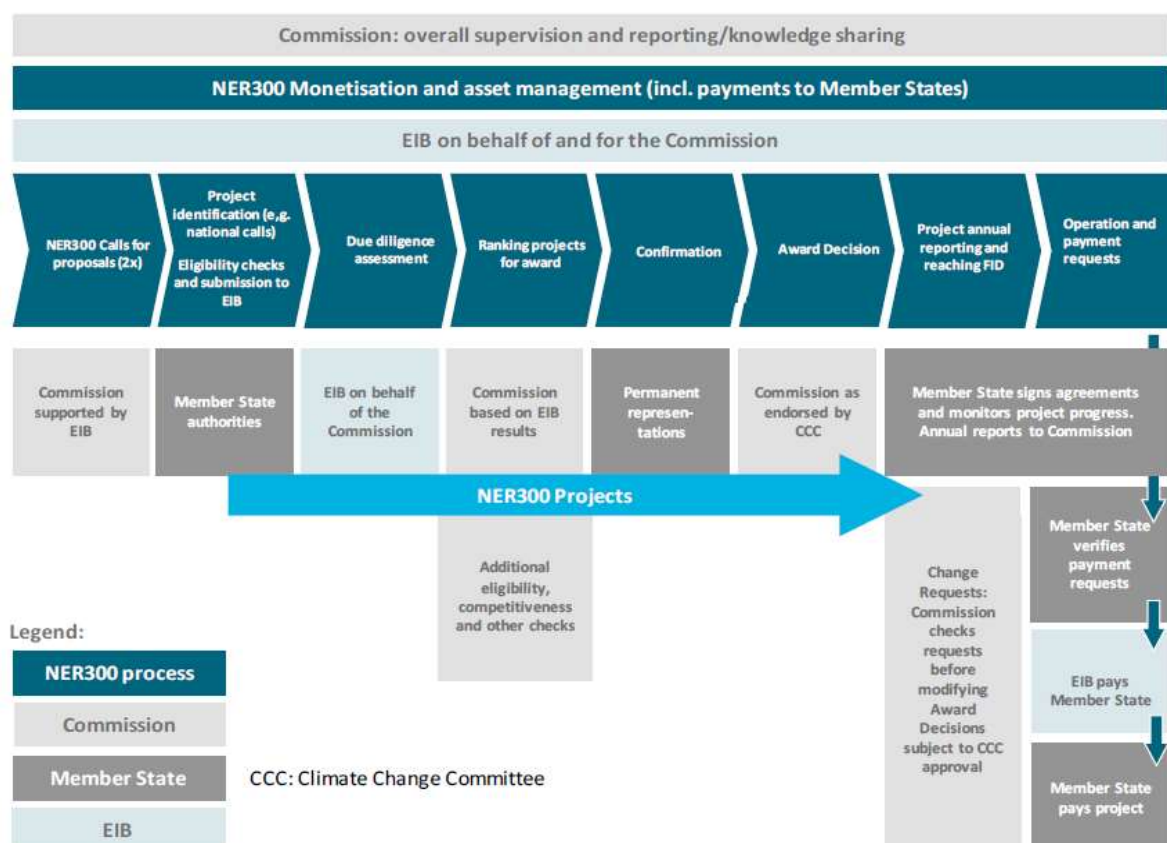 Commission: overall supervision and reporting/knowledge sharing
NER300 Monetisation and asset management (incl. payments to Member States)
EIB on behalf of and for the Commission
NER300 Calls for
proposals (2x)
Project
identification (e,g.
national calls)
Eligibility checks
and submission to
EIB
Due diligence
assessment
Ranking projects
for award
Confirmation
Award Decision
Project annual
reporting and
reaching FID
Operation and
payment
requests
Commission
supported by
EIB
Member State
authorities
EIB on behalf
of the
Commission
Commission
based on EIB
results
Permanent
represen-
tations
Commission as
endorsed by
CCC
Member State signs agreements
and monitors project progress.
Annual reports to Commission
NER300 Projects
Additional
eligibility,
competitiveness
and other checks
Change
Requests:
Commission
checks
requests
before
modifying
Award
Decisions
subject to CCC
approval
Member State
verifies
payment
requests
EIB pays
Member State
Member State
pays project
Legend:
NER300 process
Commission
Member State
EIB
CCC: Climate Change Committee